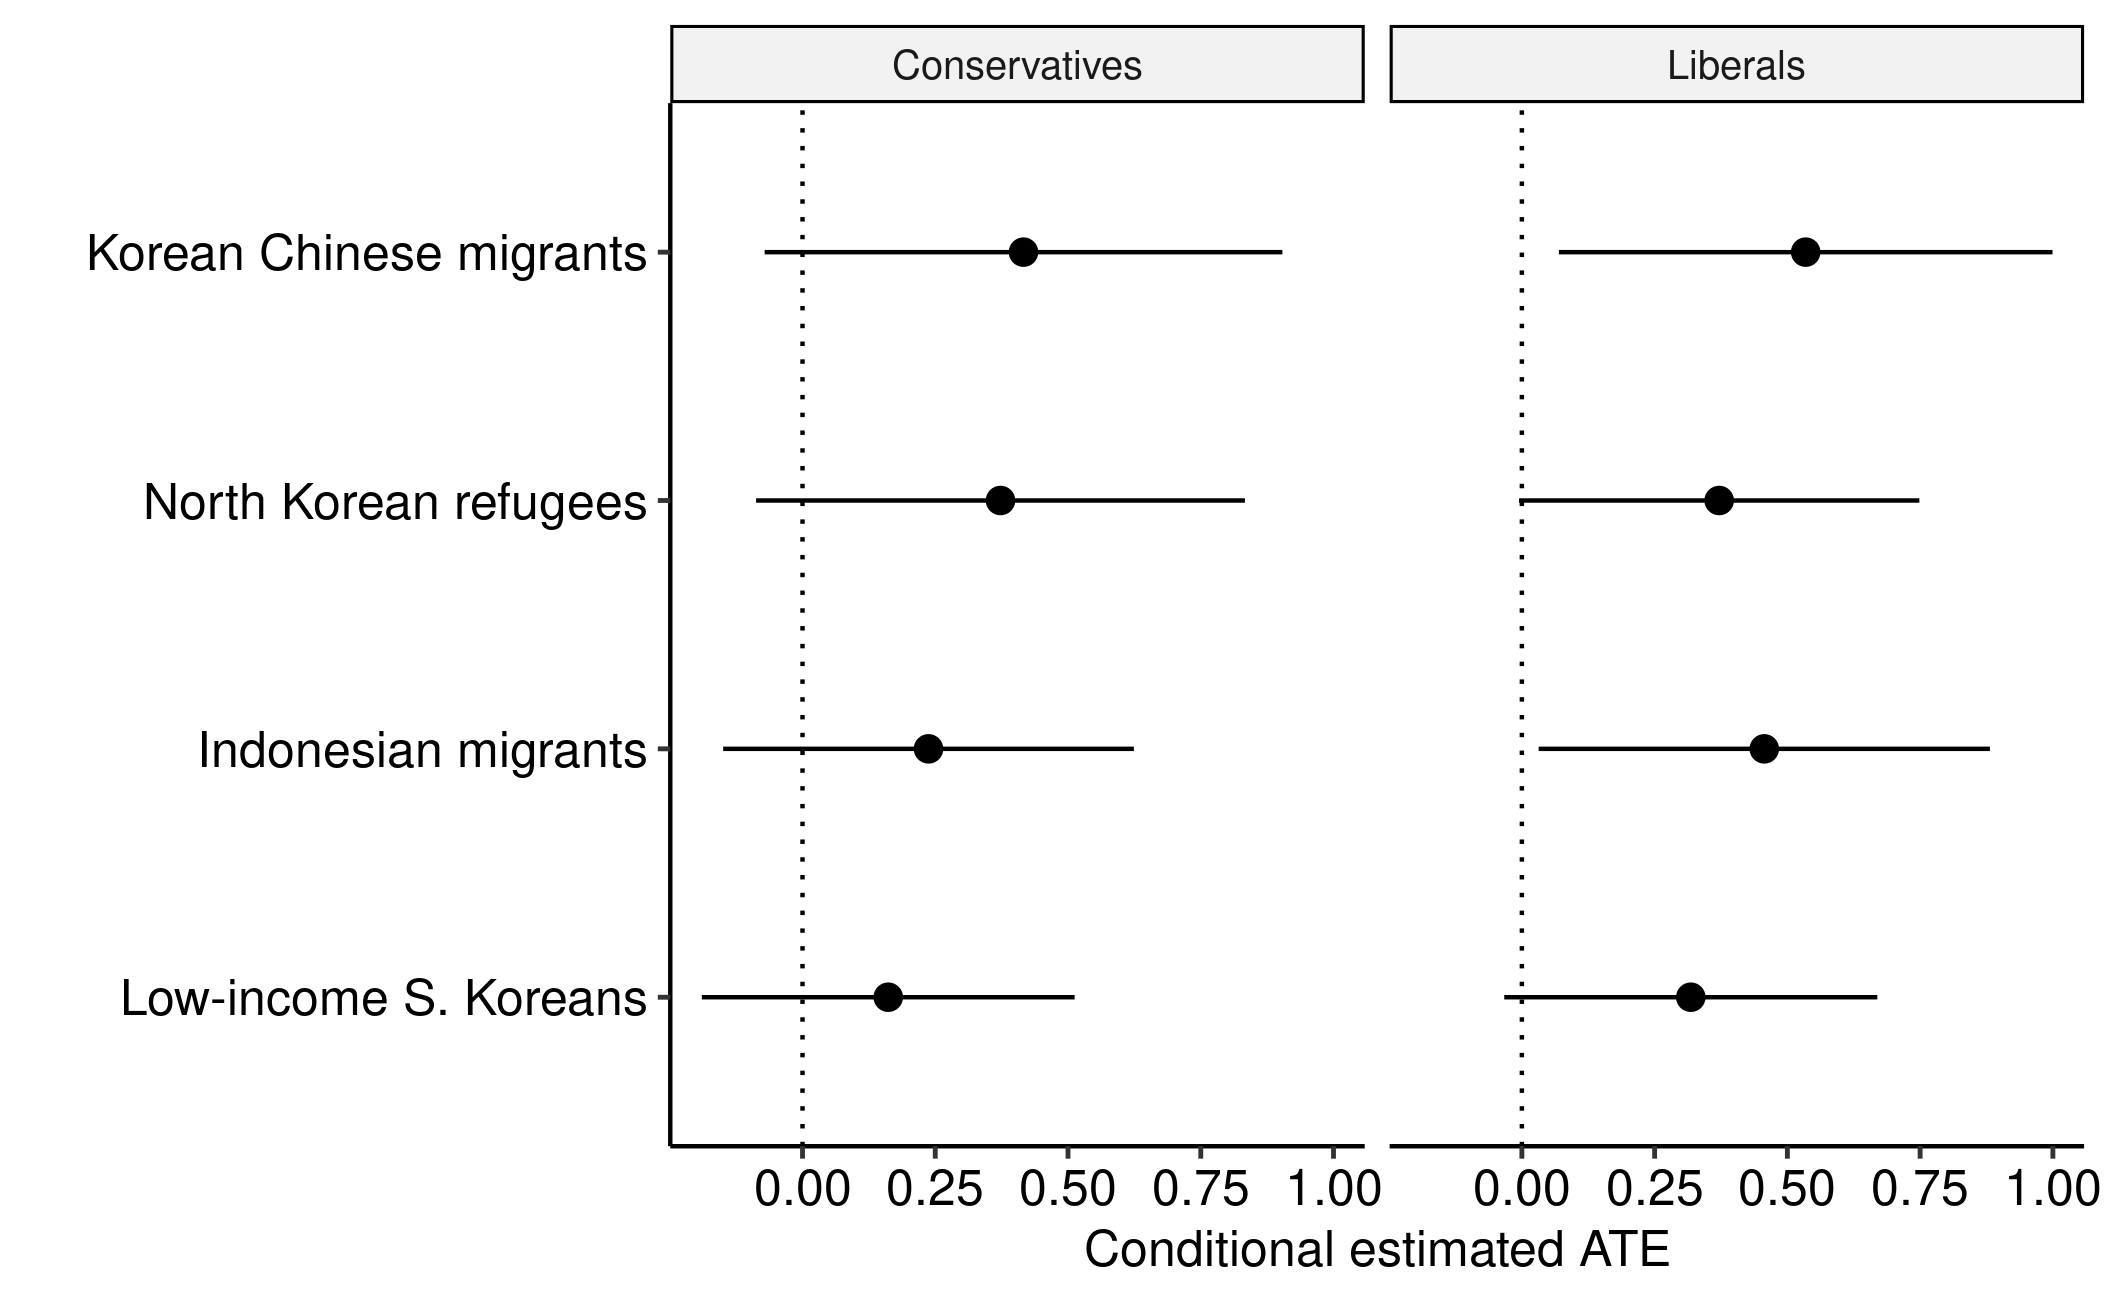 Conservatives
Liberals
Korean Chinese migrants
North Korean refugees
Indonesian migrants
Low-income S. Koreans
0.00 0.25 0.50 0.75 1.00 0.00 0.25 0.50 0.75 1.00
Conditional estimated ATE